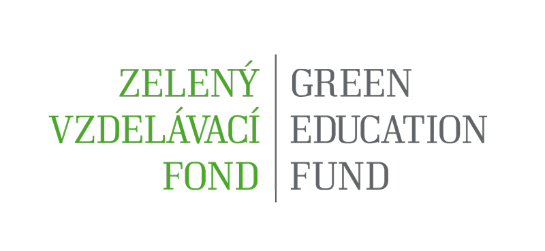 ZELENÝ
VZDELÁVACÍ
FOND
GREEN
EDUCATION
FUND